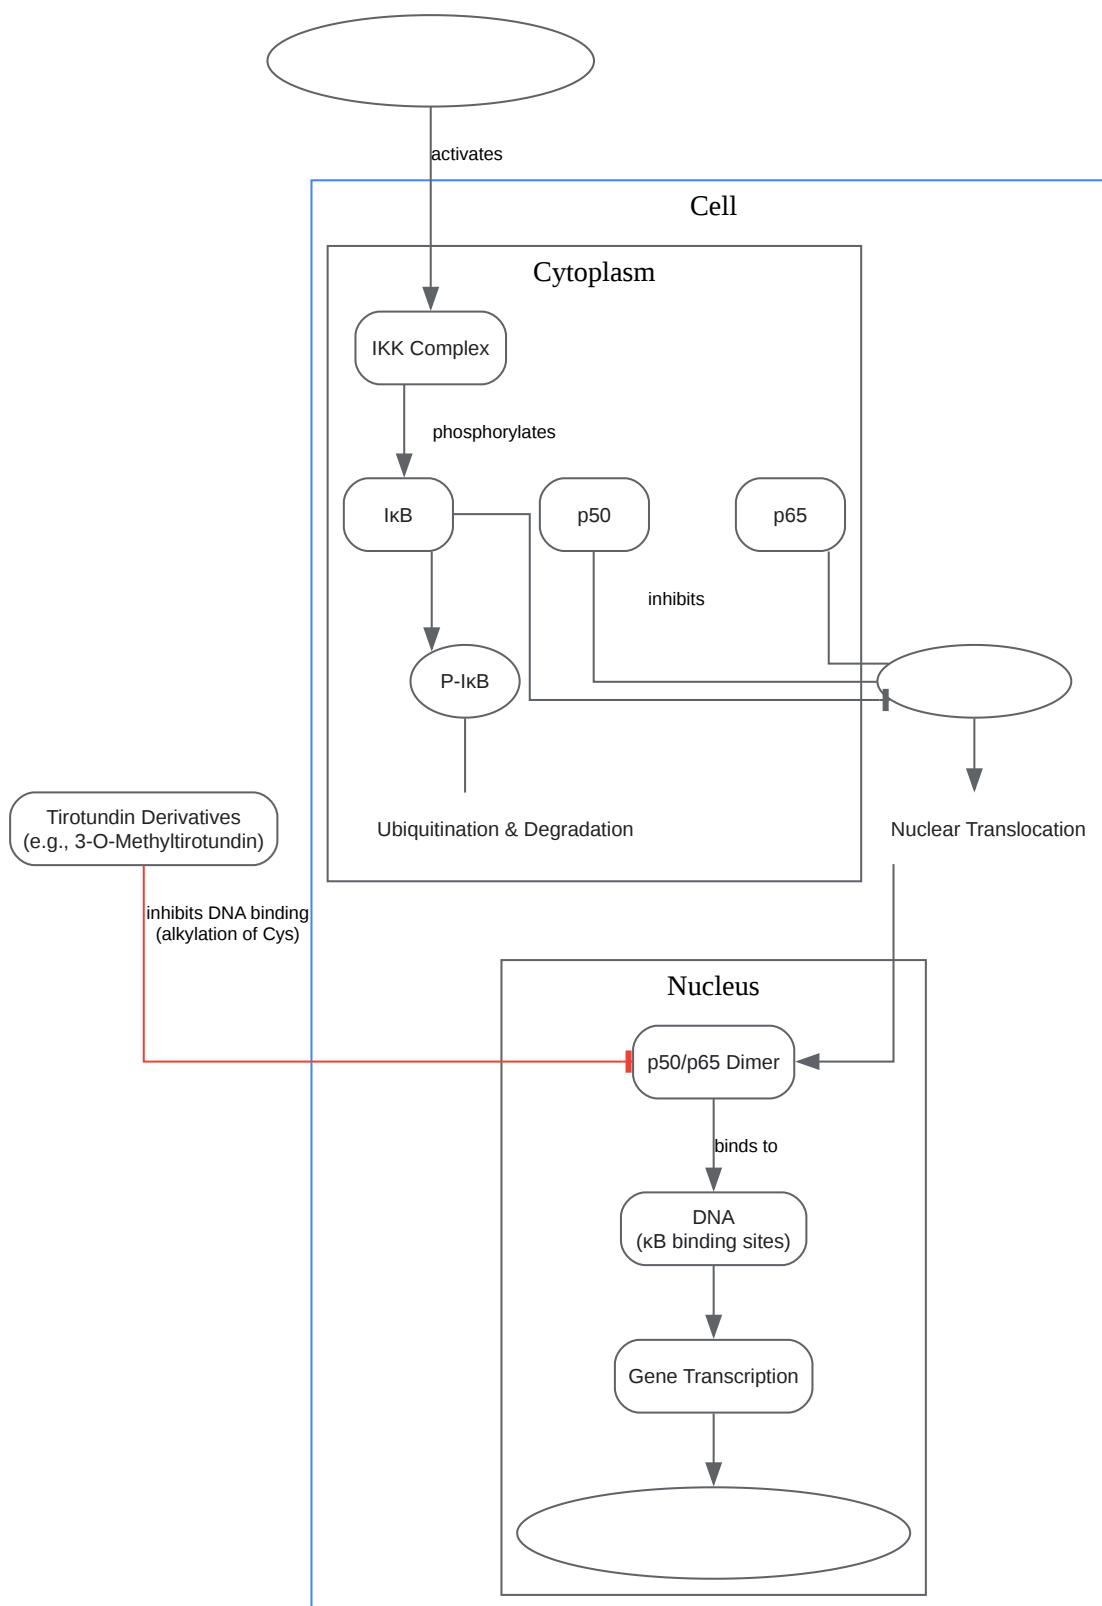 activates
Cell
Cytoplasm
IKK Complex
phosphorylates
IκB
p50
p65
inhibits
P-IκB
Tirotundin Derivatives
(e.g., 3-O-Methyltirotundin)
Ubiquitination & Degradation
Nuclear Translocation
inhibits DNA binding
(alkylation of Cys)
Nucleus
p50/p65 Dimer
binds to
DNA
(κB binding sites)
Gene Transcription